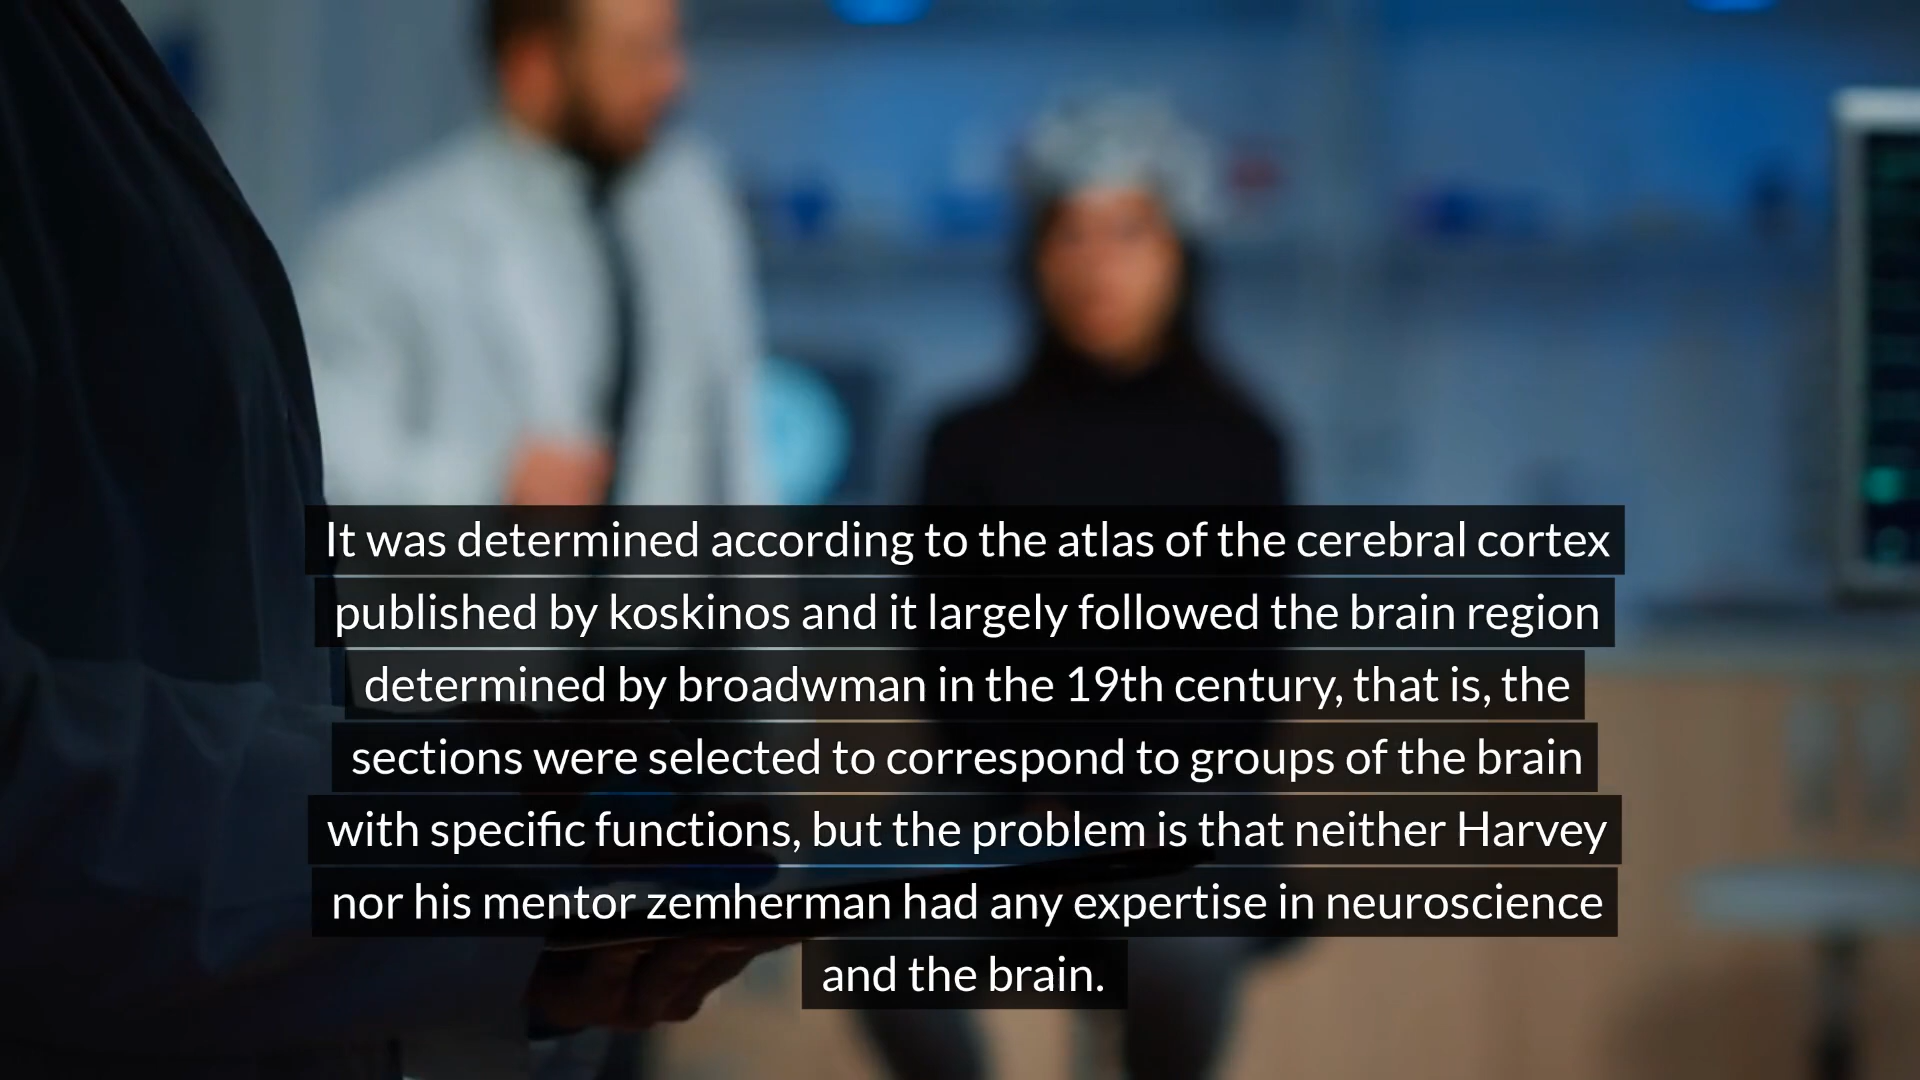 It was determined according to the atlas of the cerebral cortex
published by koskinos and it largely followed the brain region
determined by broadwman in the 19th century, that is, the
sections were selected to correspond to groups of the brain
with specific functions, but the problem is that neither Harvey
nor his mentor zemherman had any expertise in neuroscience
and the brain.